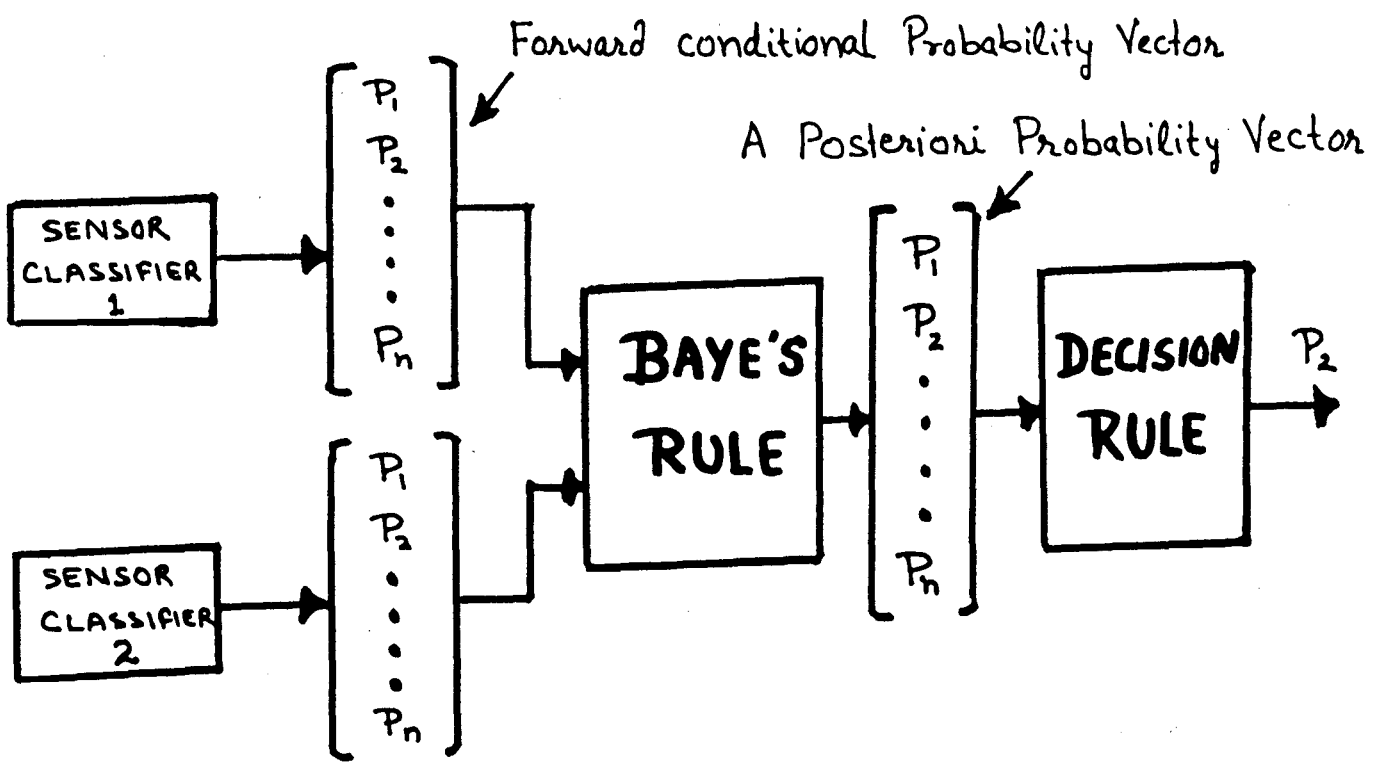 Forward conditional Probability Vector
A Posteriori Probability Vector
SENSOR
CLASSIFIER
1
P1
P2
.
.
.
.
Pn
SENSOR
CLASSIFIER
2
P1
P2
.
.
.
.
Pn
BAYE'S
RULE
P1
P2
.
.
.
.
Pn
DECISION
RULE
P2